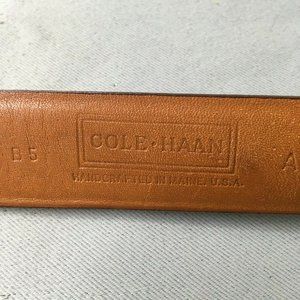 COLE·HAAN
B5
A
HANDCRAFTED IN MAINE, U.S.A.